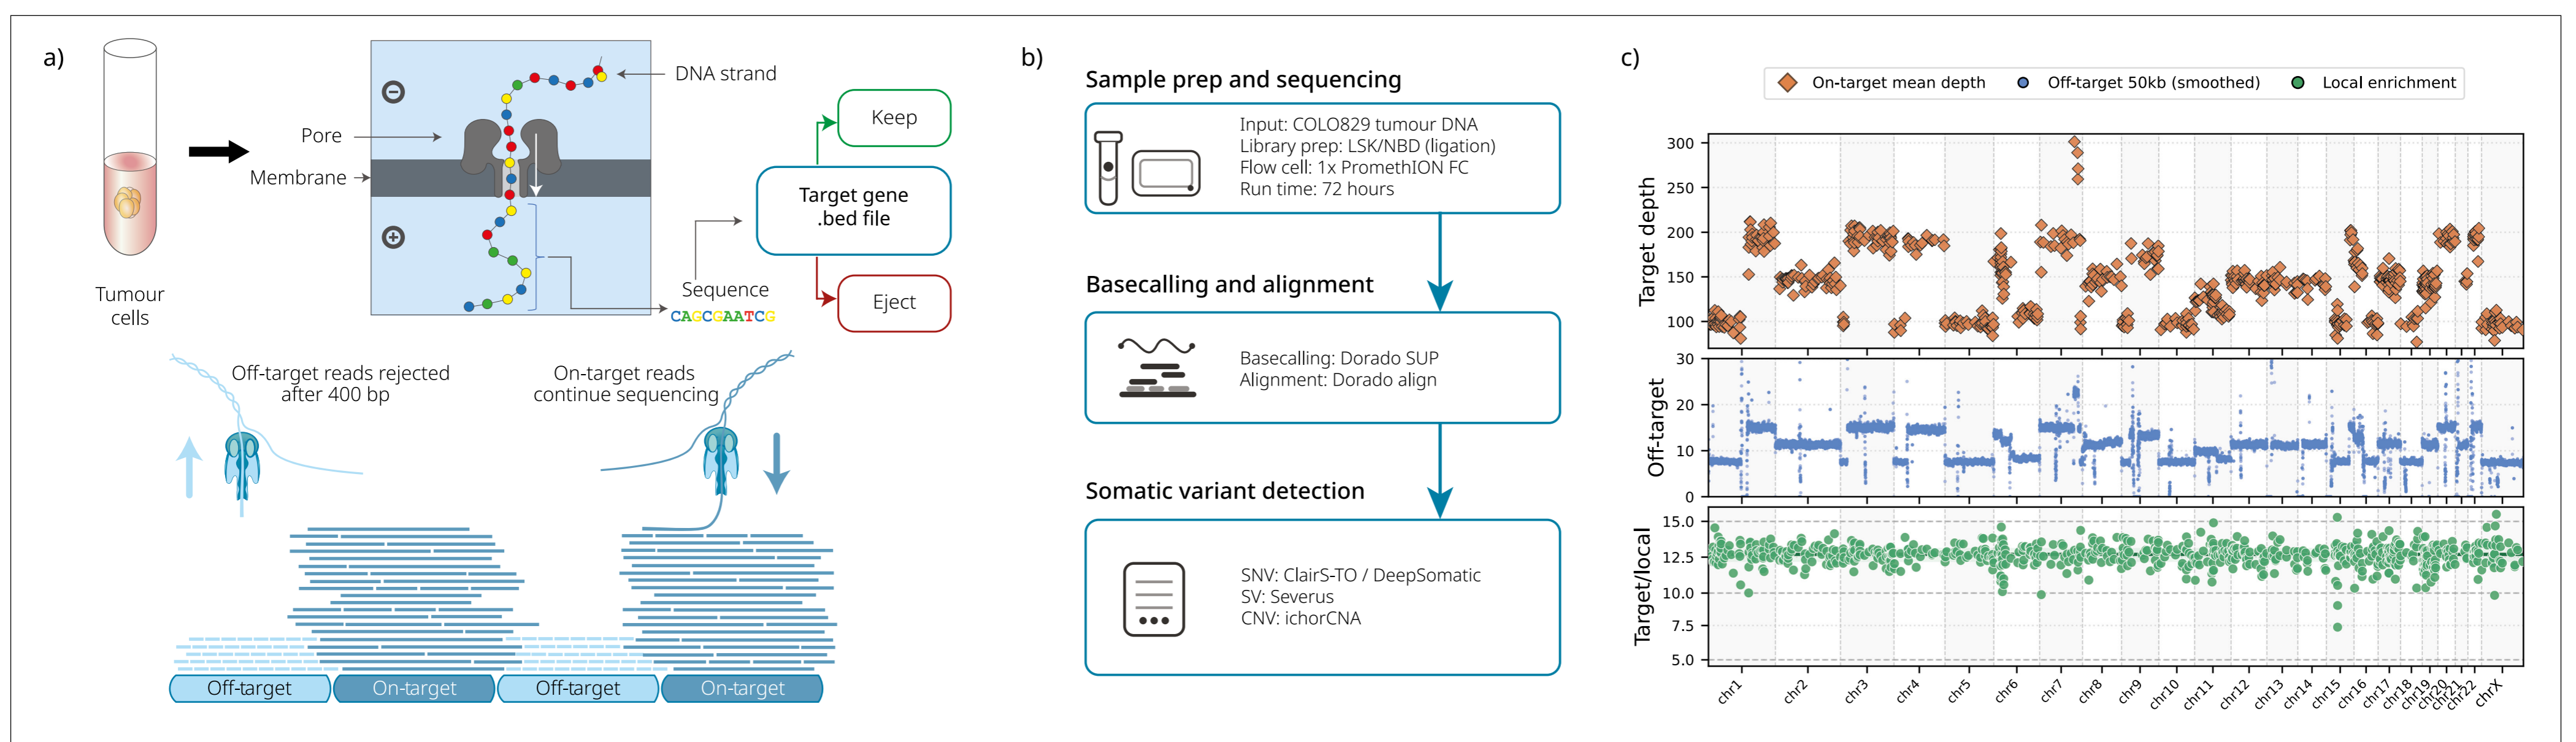 a)
DNA strand
Pore
Membrane
Keep
Target gene
.bed file
Eject
Sequence
CAGCGAATCG
Tumour
cells
Off-target reads rejected
after 400 bp
On-target reads
continue sequencing
Off-target
On-target
Off-target
On-target
b)
Sample prep and sequencing
Input: COLO829 tumour DNA
Library prep: LSK/NBD (ligation)
Flow cell: 1x PromethION FC
Run time: 72 hours
Basecalling and alignment
Basecalling: Dorado SUP
Alignment: Dorado align
Somatic variant detection
SNV: ClairS-TO / DeepSomatic
SV: Severus
CNV: ichorCNA
c)
On-target mean depth
Off-target 50kb (smoothed)
Local enrichment
Target depth
300
250
200
150
100
Off-target
30
20
10
0
Target/local
15.0
12.5
10.0
7.5
5.0
chr1
chr2
chr3
chr4
chr5
chr6
chr7
chr8
chr9
chr10
chr11
chr12
chr13
chr14
chr15
chr16
chr17
chr18
chr19
chr20
chr21
chr22
chrX